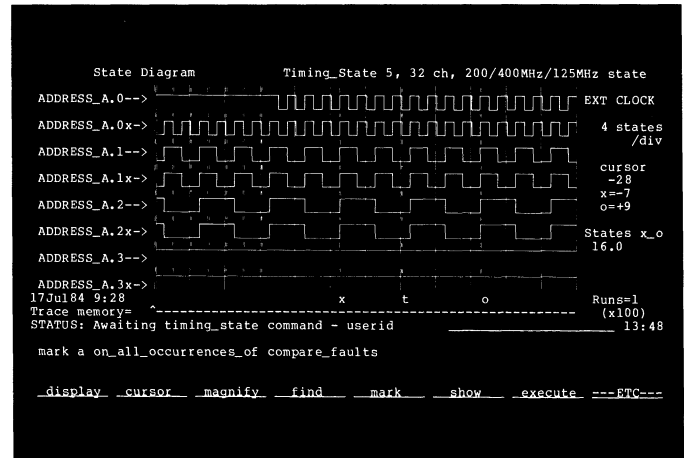 State Diagram Timing_State 5, 32 ch, 200/400MHz/125MHz state
ADDRESS_A.0--> EXT CLOCK
ADDRESS_A.0x-> 4 states
/div
ADDRESS_A.1-->
cursor
ADDRESS_A.1x-> -28
x=-7
ADDRESS_A.2--> o=+9
ADDRESS_A.2x-> States x_o
16.0
ADDRESS_A.3-->
ADDRESS_A.3x->
17Jul84 9:28 x t o Runs=1
Trace memory= ^------------------------------------------------------------ (x100)
STATUS: Awaiting timing_state command - userid 13:48
mark a on_all_occurrences_of compare_faults
display cursor magnify find mark show execute ---ETC---